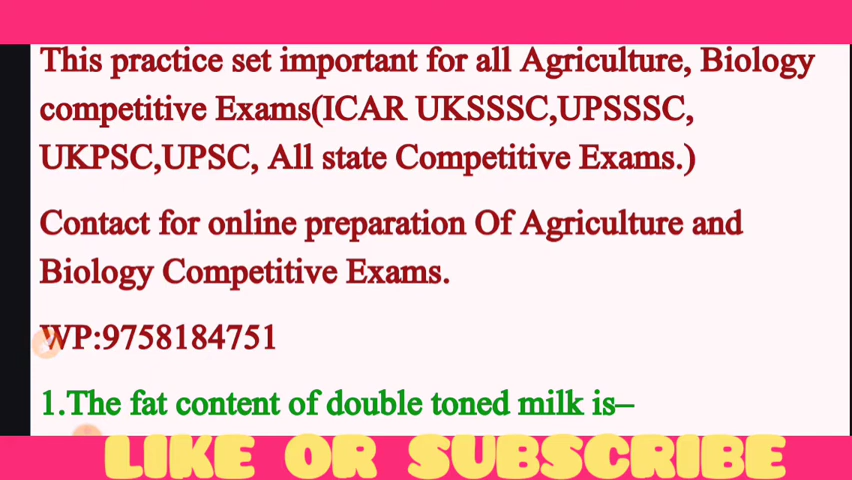 This practice set important for all Agriculture, Biology
competitive Exams(ICAR UKSSSC,UPSSSC,
UKPSC,UPSC, All state Competitive Exams.)
Contact for online preparation Of Agriculture and
Biology Competitive Exams.
WP:9758184751
1.The fat content of double toned milk is–
LIKE OR SUBSCRIBE